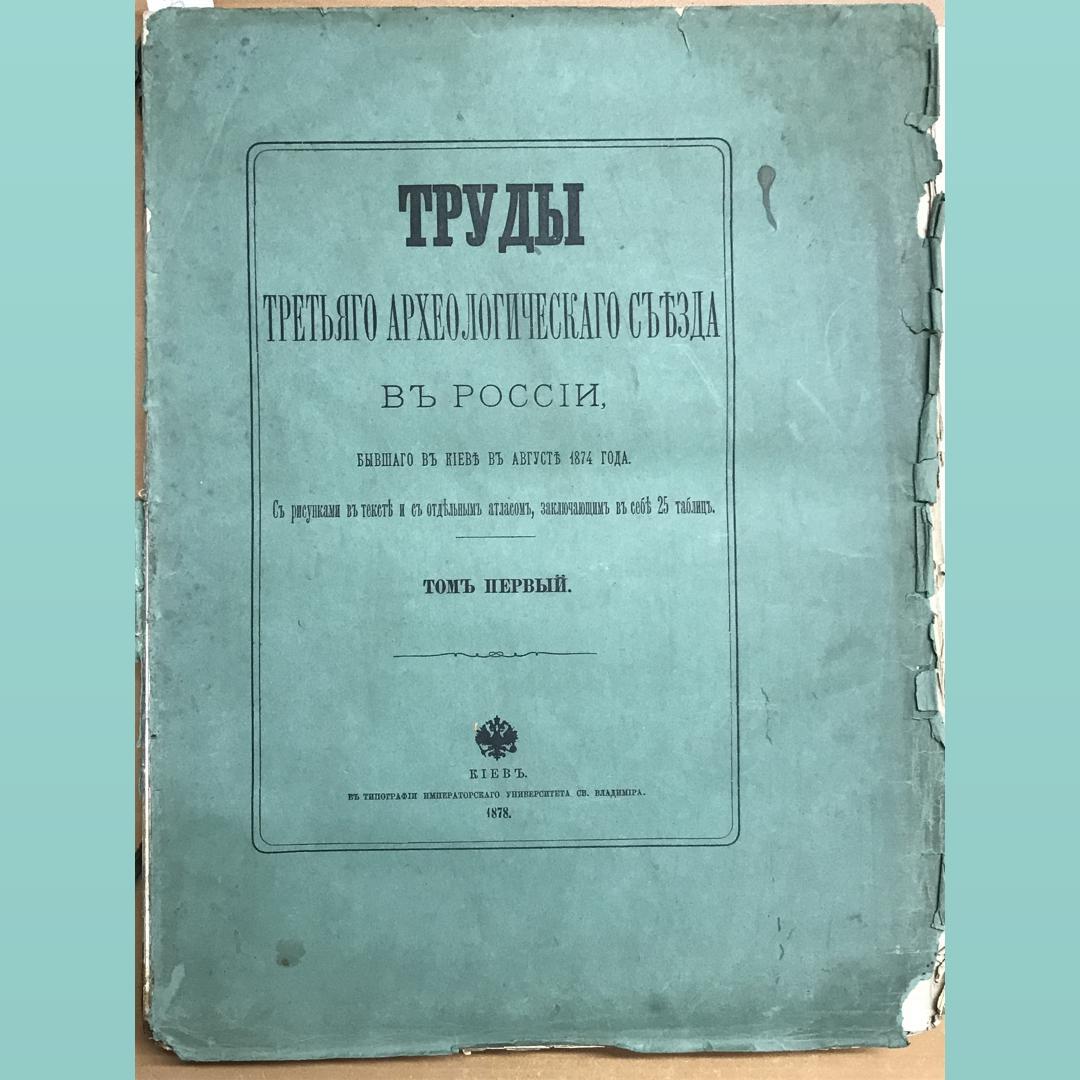 ТРУДЫ
ТРЕТЬЯГО АРХЕОЛОГИЧЕСКАГО СЪѢЗДА
ВЪ РОССІИ,
БЫВШАГО ВЪ КІЕВѢ ВЪ АВГУСТѢ 1874 ГОДА.
Съ рисунками въ текстѣ и съ отдѣльнымъ атласомъ, заключающимъ въ себѣ 25 таблицъ.
ТОМЪ ПЕРВЫЙ.
КІЕВЪ.
ВЪ ТИПОГРАФІИ ИМПЕРАТОРСКАГО УНИВЕРСИТЕТА СВ. ВЛАДИМІРА.
1878.